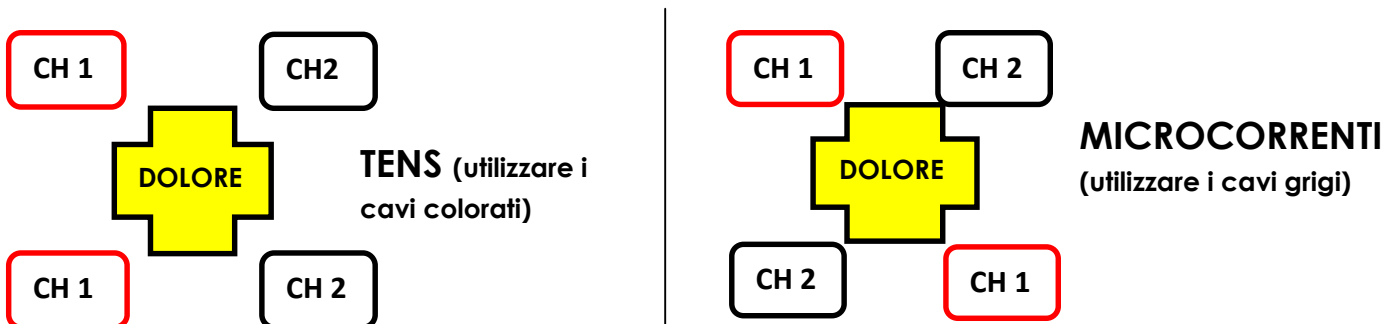 CH 1
CH2
DOLORE
TENS (utilizzare i
cavi colorati)
CH 1
CH 2
CH 1
CH 2
DOLORE
MICROCORRENTI
(utilizzare i cavi grigi)
CH 2
CH 1